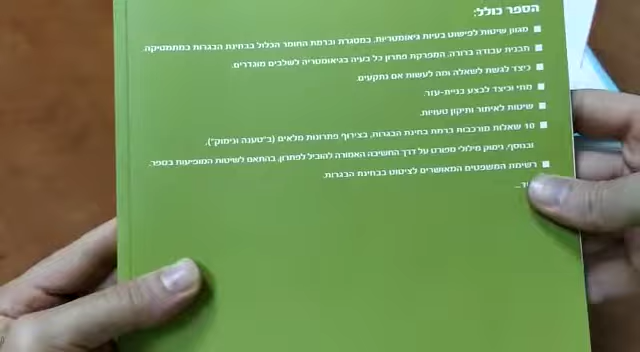 הספר כולל:
מגוון שיטות לפישוט בעיות גיאומטריות, במסגרת וברמת החומר הכלול בבחינת הבגרות במתמטיקה.
תבנית עבודה ברורה, המפרקת פתרון כל בעיה בגיאומטריה לשלבים מוגדרים.
כיצד לגשת לשאלה ומה לעשות אם נתקעים.
מתי וכיצד לבצע בניית-עזר.
שיטות לאיתור ותיקון טעויות.
10 שאלות מורכבות ברמת בחינת הבגרות, בצירוף פתרונות מלאים (ב"טענה ונימוק"),
ובנוסף, נימוק מילולי מפורט על דרך החשיבה האמורה להוביל לפתרון, בהתאם לשיטות המופיעות בספר.
רשימת המשפטים המאושרים לציטוט בבחינת הבגרות.